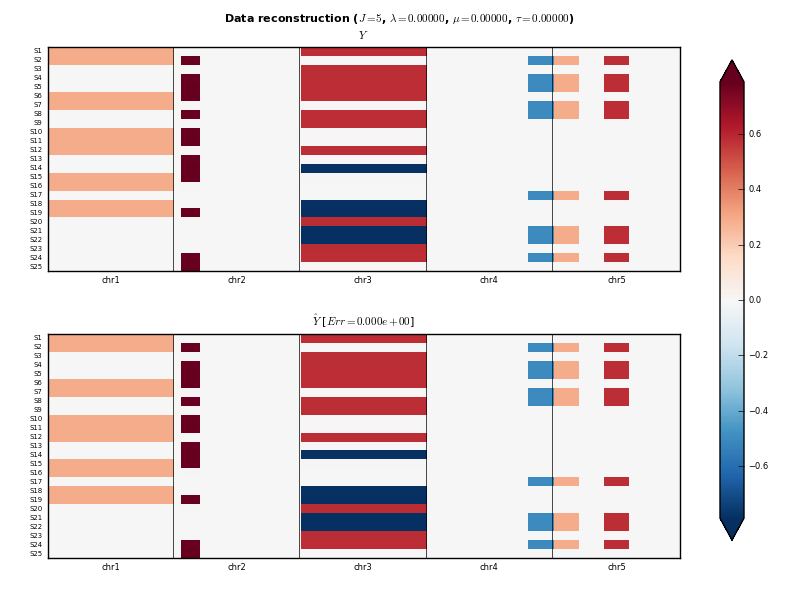 Data reconstruction (J=5, λ=0.00000, μ=0.00000, τ=0.00000)
Y
S1
S2
S3
S4
S5
S6
S7
S8
S9
S10
S11
S12
S13
S14
S15
S16
S17
S18
S19
S20
S21
S22
S23
S24
S25
chr1 chr2 chr3 chr4 chr5
Ŷ [Err=0.000e+00]
S1
S2
S3
S4
S5
S6
S7
S8
S9
S10
S11
S12
S13
S14
S15
S16
S17
S18
S19
S20
S21
S22
S23
S24
S25
chr1 chr2 chr3 chr4 chr5
0.6
0.4
0.2
0.0
−0.2
−0.4
−0.6